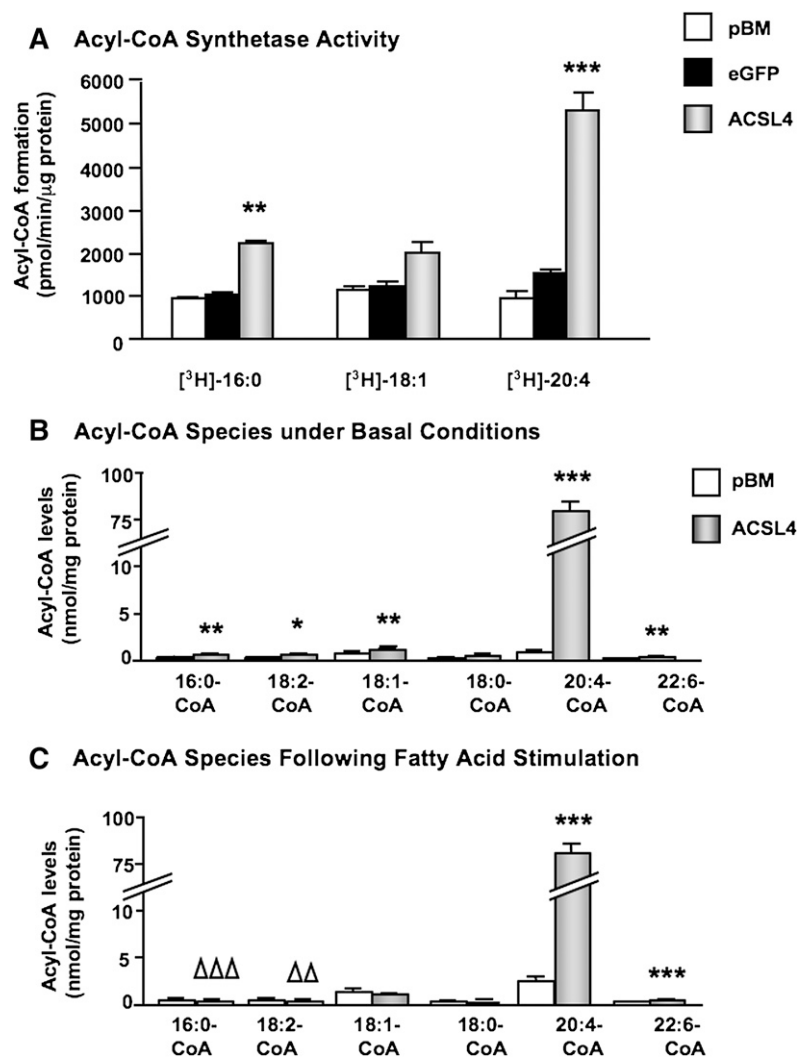 A Acyl-CoA Synthetase Activity
pBM
eGFP
ACSL4
Acyl-CoA formation
(pmol/min/µg protein)
6000
5000
4000
3000
2000
1000
0
**
***
[³H]-16:0 [³H]-18:1 [³H]-20:4
B Acyl-CoA Species under Basal Conditions
pBM
ACSL4
Acyl-CoA levels
(nmol/mg protein)
100
75
10
5
0
** * ** *** **
16:0- 18:2- 18:1- 18:0- 20:4- 22:6-
CoA CoA CoA CoA CoA CoA
C Acyl-CoA Species Following Fatty Acid Stimulation
Acyl-CoA levels
(nmol/mg protein)
100
75
10
5
0
ΔΔΔ ΔΔ *** ***
16:0- 18:2- 18:1- 18:0- 20:4- 22:6-
CoA CoA CoA CoA CoA CoA